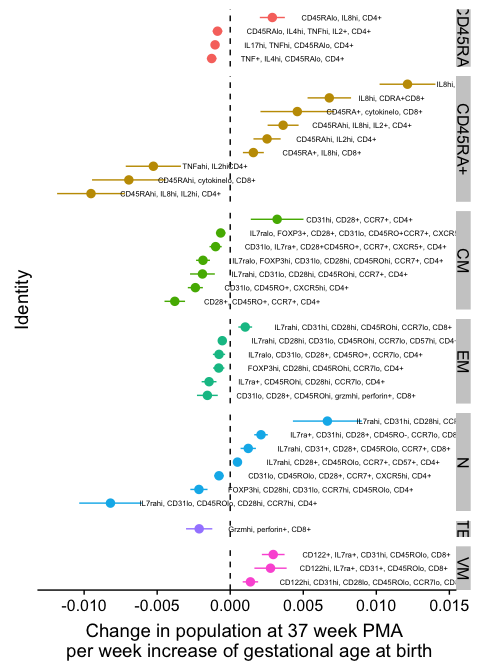 CD45RAlo, IL8hi, CD4+
CD45RAlo, IL4hi, TNFhi, IL2+, CD4+
IL17hi, TNFhi, CD45RAlo, CD4+
TNF+, IL4hi, CD45RAlo, CD4+
CD45RA
IL8hi,
IL8hi, CDRA+CD8+
CD45RA+, cytokinelo, CD8+
CD45RAhi, IL8hi, IL2+, CD4+
CD45RAhi, IL2hi, CD4+
CD45RA+, IL8hi, CD8+
TNFahi, IL2hiCD4+
CD45RAhi, cytokinelo, CD8+
CD45RAhi, IL8hi, IL2hi, CD4+
CD45RA+
CD31hi, CD28+, CCR7+, CD4+
IL7ralo, FOXP3+, CD28+, CD31lo, CD45RO+CCR7+, CXCR5
CD31lo, IL7ra+, CD28+CD45RO+, CCR7+, CXCR5+, CD4+
IL7ralo, FOXP3hi, CD31lo, CD28hi, CD45ROhi, CCR7+, CD4+
IL7rahi, CD31lo, CD28hi, CD45ROhi, CCR7+, CD4+
CD31lo, CD45RO+, CXCR5hi, CD4+
CD28+, CD45RO+, CCR7+, CD4+
CM
IL7rahi, CD31hi, CD28hi, CD45ROhi, CCR7lo, CD8+
IL7rahi, CD28hi, CD31lo, CD45ROhi, CCR7lo, CD57hi, CD4
IL7ralo, CD31lo, CD28+, CD45RO+, CCR7lo, CD4+
FOXP3hi, CD28hi, CD45ROhi, CCR7lo, CD4+
IL7ra+, CD45ROhi, CD28hi, CCR7lo, CD4+
CD31lo, CD28+, CD45ROhi, grzmhi, perforin+, CD8+
EM
IL7rahi, CD31hi, CD28hi, CCR
IL7ra+, CD31hi, CD28+, CD45RO-, CCR7lo, CD8
IL7rahi, CD31+, CD28+, CD45ROlo, CCR7+, CD8+
IL7rahi, CD28+, CD45ROlo, CCR7+, CD57+, CD4+
CD31lo, CD45ROlo, CD28+, CCR7+, CXCR5hi, CD4+
FOXP3hi, CD28hi, CD31lo, CCR7hi, CD45ROlo, CD4+
IL7rahi, CD31lo, CD45ROlo, CD28hi, CCR7hi, CD4+
N
Grzmhi, perforin+, CD8+
TE
CD122+, IL7ra+, CD31hi, CD45ROlo, CD8+
CD122hi, IL7ra+, CD31+, CD45ROlo, CD8+
CD122hi, CD31hi, CD28lo, CD45ROlo, CCR7lo, CD
VM
Identity
-0.010 -0.005 0.000 0.005 0.010 0.015
Change in population at 37 week PMA
per week increase of gestational age at birth